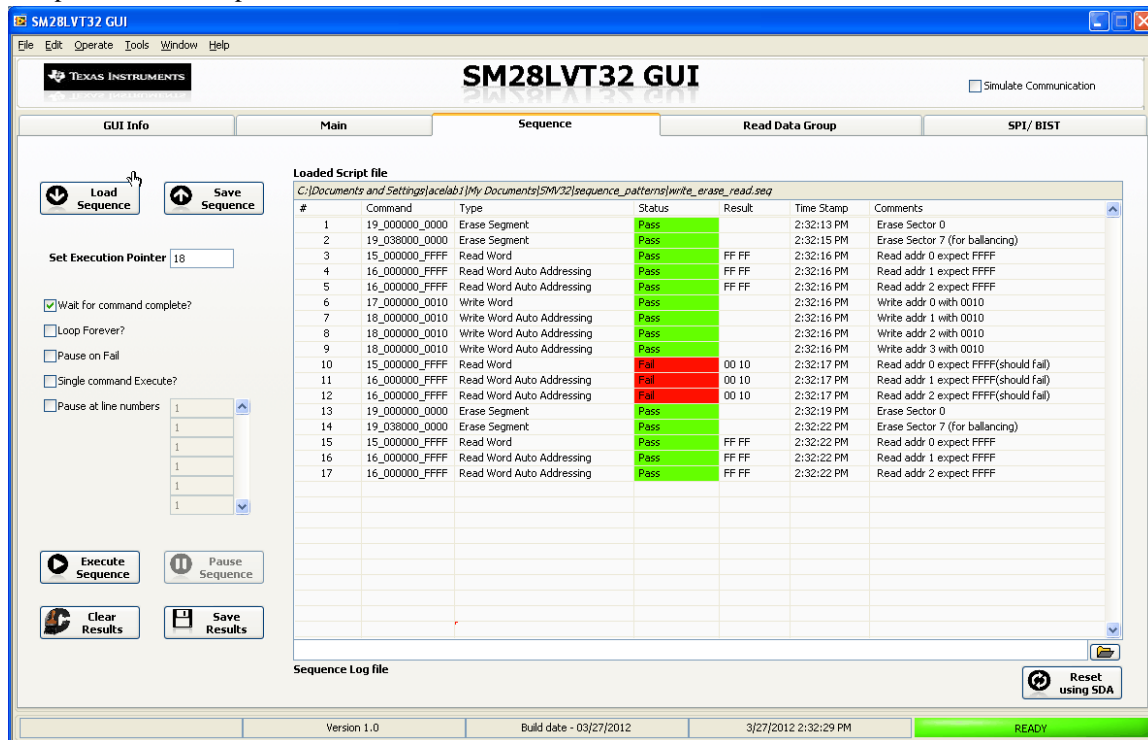 SM28LVT32 GUI
File Edit Operate Tools Window Help
TEXAS INSTRUMENTS
SM28LVT32 GUI
Simulate Communication
GUI Info Main Sequence Read Data Group SPI/ BIST
Load Sequence
Save Sequence
Set Execution Pointer 18
Wait for command complete?
Loop Forever?
Pause on Fail
Single command Execute?
Pause at line numbers 1
1
1
1
1
1
Execute Sequence
Pause Sequence
Clear Results
Save Results
Loaded Script file
C:\Documents and Settings\acelab1\My Documents\SMV32\sequence_patterns\write_erase_read.seq
# Command Type Status Result Time Stamp Comments
1 19_000000_0000 Erase Segment Pass 2:32:13 PM Erase Sector 0
2 19_038000_0000 Erase Segment Pass 2:32:15 PM Erase Sector 7 (for ballancing)
3 15_000000_FFFF Read Word Pass FF FF 2:32:16 PM Read addr 0 expect FFFF
4 16_000000_FFFF Read Word Auto Addressing Pass FF FF 2:32:16 PM Read addr 1 expect FFFF
5 16_000000_FFFF Read Word Auto Addressing Pass FF FF 2:32:16 PM Read addr 2 expect FFFF
6 17_000000_0010 Write Word Pass 2:32:16 PM Write addr 0 with 0010
7 18_000000_0010 Write Word Auto Addressing Pass 2:32:16 PM Write addr 1 with 0010
8 18_000000_0010 Write Word Auto Addressing Pass 2:32:16 PM Write addr 2 with 0010
9 18_000000_0010 Write Word Auto Addressing Pass 2:32:16 PM Write addr 3 with 0010
10 15_000000_FFFF Read Word Fail 00 10 2:32:17 PM Read addr 0 expect FFFF(should fail)
11 16_000000_FFFF Read Word Auto Addressing Fail 00 10 2:32:17 PM Read addr 1 expect FFFF(should fail)
12 16_000000_FFFF Read Word Auto Addressing Fail 00 10 2:32:17 PM Read addr 2 expect FFFF(should fail)
13 19_000000_0000 Erase Segment Pass 2:32:19 PM Erase Sector 0
14 19_038000_0000 Erase Segment Pass 2:32:22 PM Erase Sector 7 (for ballancing)
15 15_000000_FFFF Read Word Pass FF FF 2:32:22 PM Read addr 0 expect FFFF
16 16_000000_FFFF Read Word Auto Addressing Pass FF FF 2:32:22 PM Read addr 1 expect FFFF
17 16_000000_FFFF Read Word Auto Addressing Pass FF FF 2:32:22 PM Read addr 2 expect FFFF
Sequence Log file
Reset using SDA
Version 1.0 Build date - 03/27/2012 3/27/2012 2:32:29 PM READY